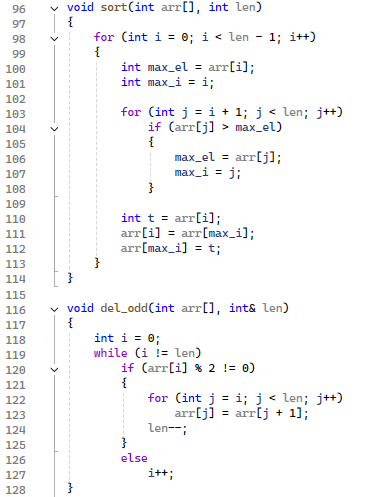 96 void sort(int arr[], int len)
97 {
98     for (int i = 0; i < len - 1; i++)
99     {
100         int max_el = arr[i];
101         int max_i = i;
102
103         for (int j = i + 1; j < len; j++)
104             if (arr[j] > max_el)
105             {
106                 max_el = arr[j];
107                 max_i = j;
108             }
109
110         int t = arr[i];
111         arr[i] = arr[max_i];
112         arr[max_i] = t;
113     }
114 }
115
116 void del_odd(int arr[], int& len)
117 {
118     int i = 0;
119     while (i != len)
120         if (arr[i] % 2 != 0)
121         {
122             for (int j = i; j < len; j++)
123                 arr[j] = arr[j + 1];
124             len--;
125         }
126         else
127             i++;
128 }